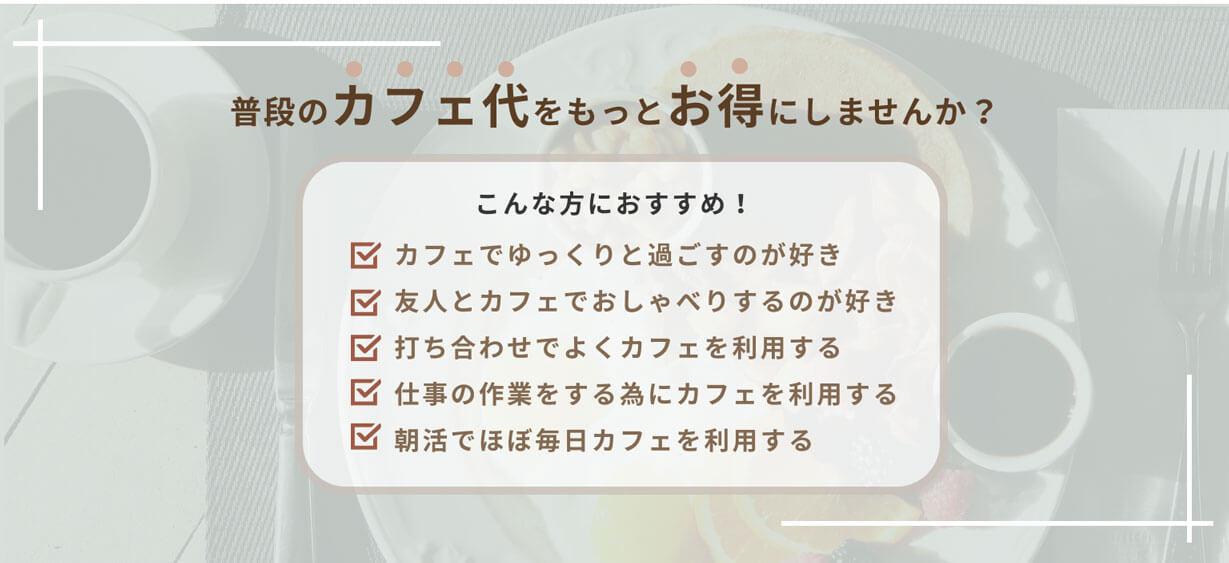 普段のカフェ代をもっとお得にしませんか？
こんな方におすすめ！
カフェでゆっくりと過ごすのが好き
友人とカフェでおしゃべりするのが好き
打ち合わせでよくカフェを利用する
仕事の作業をする為にカフェを利用する
朝活でほぼ毎日カフェを利用する